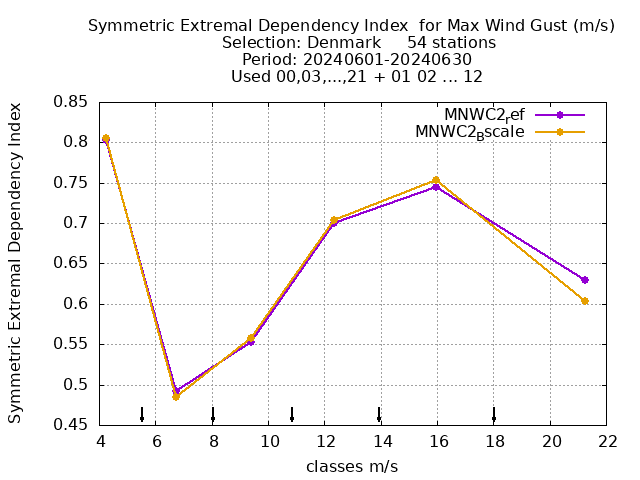 Symmetric Extremal Dependency Index  for Max Wind Gust (m/s)
Selection: Denmark     54 stations
Period: 20240601-20240630
Used 00,03,...,21 + 01 02 ... 12
MNWC2ref
MNWC2Bscale
Symmetric Extremal Dependency Index
0.85
0.8
0.75
0.7
0.65
0.6
0.55
0.5
0.45
4 6 8 10 12 14 16 18 20 22
classes m/s